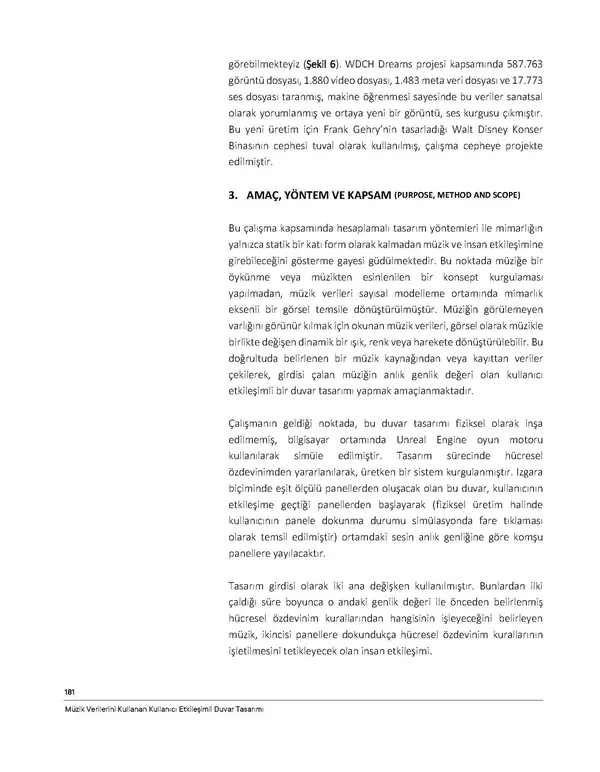 görebilmekteyiz (Şekil 6). WDCH Dreams projesi kapsamında 587.763
görüntü dosyası, 1.880 video dosyası, 1.483 meta veri dosyası ve 17.773
ses dosyası taranmış, makine öğrenmesi sayesinde bu veriler sanatsal
olarak yorumlanmış ve ortaya yeni bir görüntü, ses kurgusu çıkmıştır.
Bu yeni üretim için Frank Gehry'nin tasarladığı Walt Disney Konser
Binasının cephesi tuval olarak kullanılmış, çalışma cepheye projekte
edilmiştir.
3. AMAÇ, YÖNTEM VE KAPSAM (PURPOSE, METHOD AND SCOPE)
Bu çalışma kapsamında hesaplamalı tasarım yöntemleri ile mimarlığın
yalnızca statik bir katı form olarak kalmadan müzik ve insan etkileşimine
girebileceğini gösterme gayesi güdülmektedir. Bu noktada müziğe bir
öykünme veya müzikten esinlenilen bir konsept kurgulaması
yapılmadan, müzik verileri sayısal modelleme ortamında mimarlık
eksenli bir görsel temsile dönüştürülmüştür. Müziğin görülemeyen
varlığını görünür kılmak için okunan müzik verileri, görsel olarak müzikle
birlikte değişen dinamik bir ışık, renk veya harekete dönüştürülebilir. Bu
doğrultuda belirlenen bir müzik kaynağından veya kayıttan veriler
çekilerek, girdisi çalan müziğin anlık genlik değeri olan kullanıcı
etkileşimli bir duvar tasarımı yapmak amaçlanmaktadır.
Çalışmanın geldiği noktada, bu duvar tasarımı fiziksel olarak inşa
edilmemiş, bilgisayar ortamında Unreal Engine oyun motoru
kullanılarak simüle edilmiştir. Tasarım sürecinde hücresel
özdevinimden yararlanılarak, üretken bir sistem kurgulanmıştır. Izgara
biçiminde eşit ölçülü panellerden oluşacak olan bu duvar, kullanıcının
etkileşime geçtiği panellerden başlayarak (fiziksel üretim halinde
kullanıcının panele dokunma durumu simülasyonda fare tıklaması
olarak temsil edilmiştir) ortamdaki sesin anlık genliğine göre komşu
panellere yayılacaktır.
Tasarım girdisi olarak iki ana değişken kullanılmıştır. Bunlardan ilki
çaldığı süre boyunca o andaki genlik değeri ile önceden belirlenmiş
hücresel özdevinim kurallarından hangisinin işleyeceğini belirleyen
müzik, ikincisi panellere dokundukça hücresel özdevinim kurallarının
işletilmesini tetikleyecek olan insan etkileşimi.
181
Müzik Verilerini Kullanan Kullanıcı Etkileşimli Duvar Tasarımı